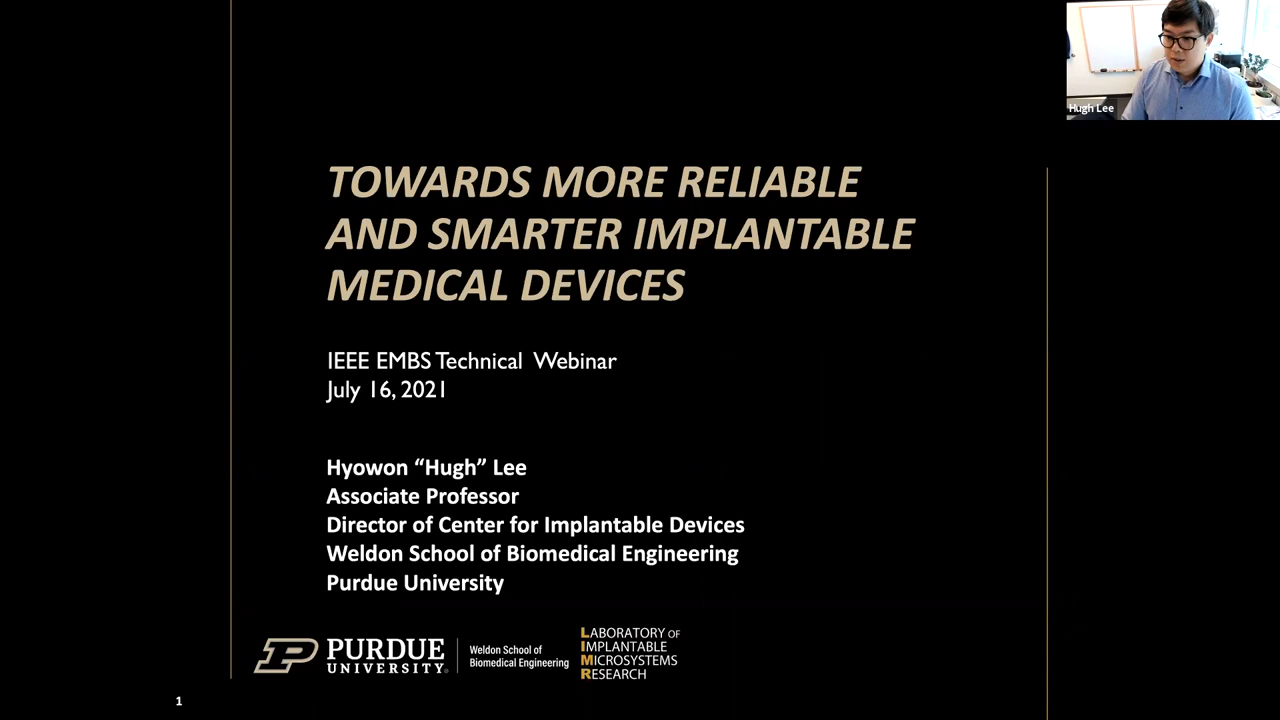 Hugh Lee
TOWARDS MORE RELIABLE
AND SMARTER IMPLANTABLE
MEDICAL DEVICES
IEEE EMBS Technical Webinar
July 16, 2021
Hyowon “Hugh” Lee
Associate Professor
Director of Center for Implantable Devices
Weldon School of Biomedical Engineering
Purdue University
P PURDUE
UNIVERSITY®
Weldon School of
Biomedical Engineering
LABORATORY OF
IMPLANTABLE
MICROSYSTEMS
RESEARCH
1